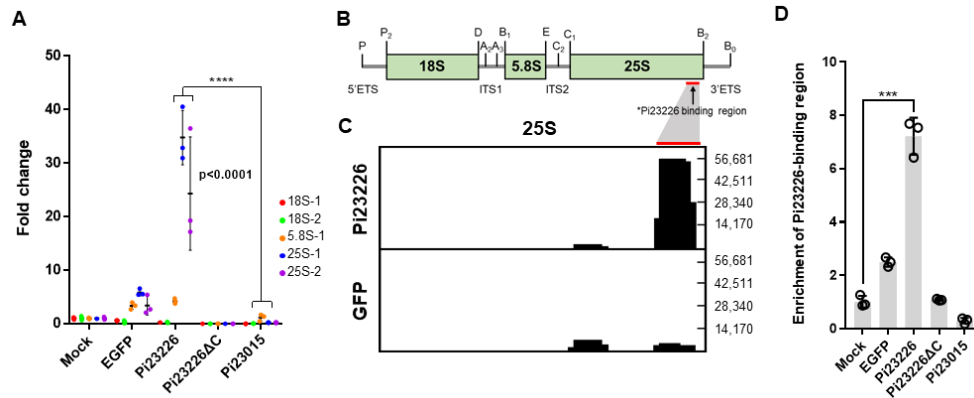 A
Fold change
50
40
30
20
10
0
****
p<0.0001
18S-1
18S-2
5.8S-1
25S-1
25S-2
Mock
EGFP
Pi23226
Pi23226ΔC
Pi23015
B
P P2 D A2 A3 B1 E C2 C1 B2 B0
18S 5.8S 25S
5'ETS ITS1 ITS2 3'ETS
*Pi23226 binding region
C
25S
Pi23226
56,681
42,511
28,340
14,170
GFP
56,681
42,511
28,340
14,170
D
Enrichment of Pi23226-binding region
10
8
6
4
2
0
***
Mock
EGFP
Pi23226
Pi23226ΔC
Pi23015